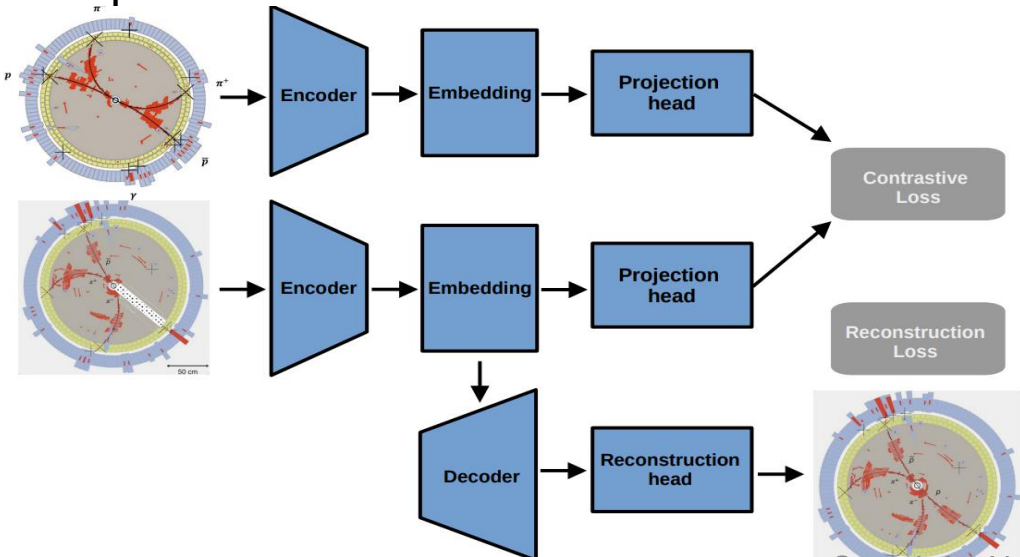 π⁻
p
π⁺
p̅
Encoder
Embedding
Projection
head
Contrastive
Loss
γ
p̅
π⁺
π⁻
50 cm
Encoder
Embedding
Projection
head
Reconstruction
Loss
Decoder
Reconstruction
head
p̅
π⁺
p
π⁻